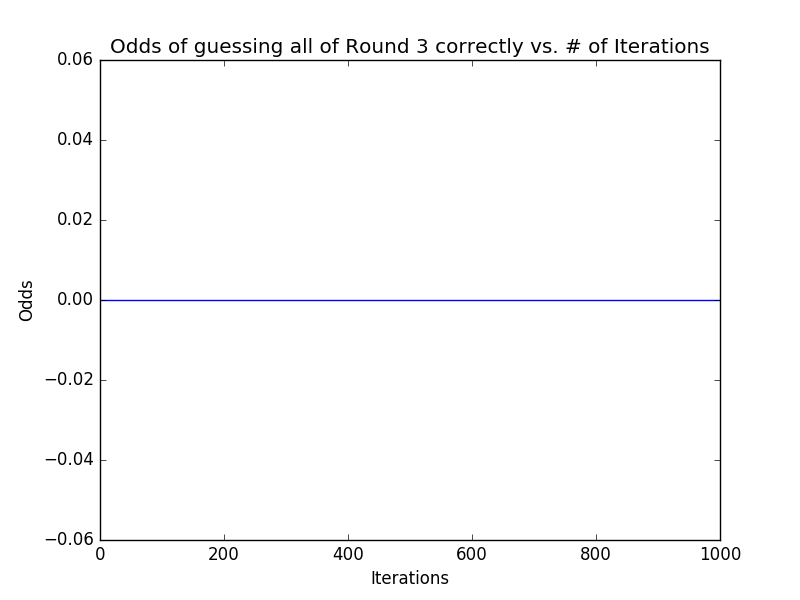 Odds of guessing all of Round 3 correctly vs. # of Iterations
0.06
0.04
0.02
0.00
−0.02
−0.04
−0.06
Odds
0 200 400 600 800 1000
Iterations